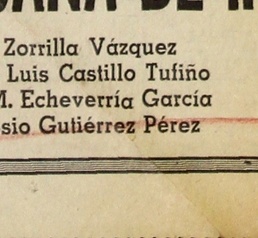 Zorrilla Vázquez
Luis Castillo Tufiño
M. Echeverría García
sio Gutiérrez Pérez